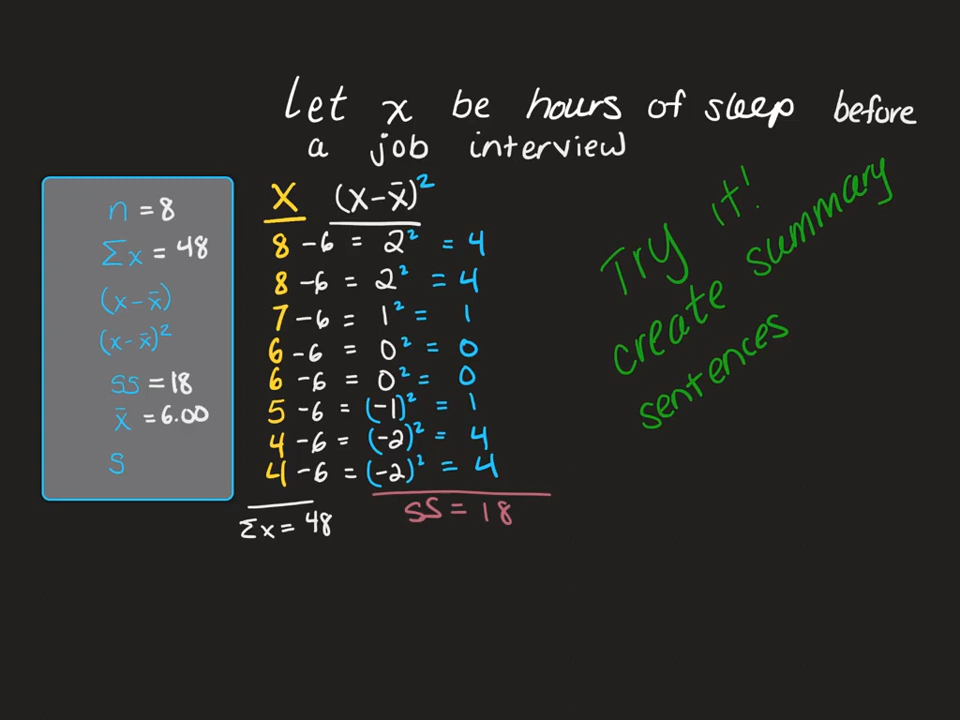 Let x be hours of sleep before
a job interview
n = 8
Σx = 48
(x-x̄)
(x-x̄)²
SS = 18
x̄ = 6.00
S
X (x-x̄)²
8 -6 = 2² = 4
8 -6 = 2² = 4
7 -6 = 1² = 1
6 -6 = 0² = 0
6 -6 = 0² = 0
5 -6 = (-1)² = 1
4 -6 = (-2)² = 4
4 -6 = (-2)² = 4
Σx = 48
SS = 18
Try it!
create summary
sentences